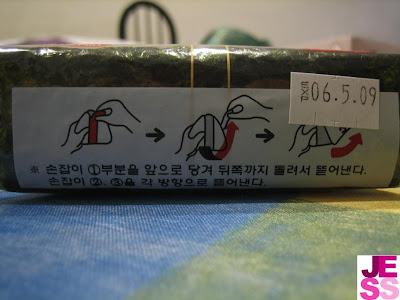 EXP 06.5.09
※ 손잡이 ①부분을 앞으로 당겨 뒤쪽까지 돌려서 뜯어낸다.
손잡이 ②, ③을 각 방향으로 뜯어낸다.
JE
SS